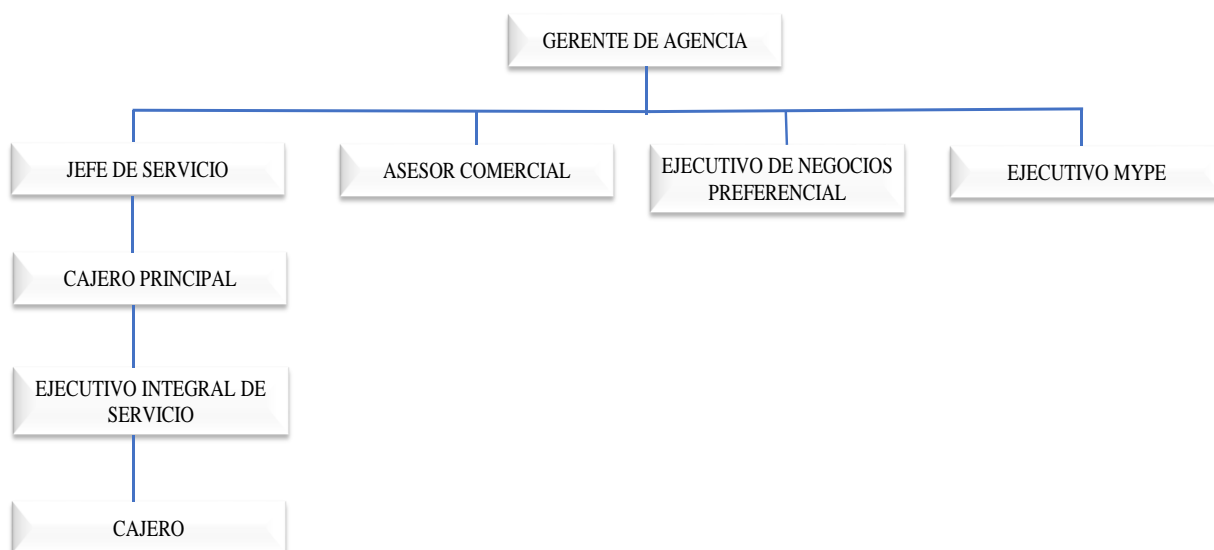 GERENTE DE AGENCIA
JEFE DE SERVICIO
ASESOR COMERCIAL
EJECUTIVO DE NEGOCIOS
PREFERENCIAL
EJECUTIVO MYPE
CAJERO PRINCIPAL
EJECUTIVO INTEGRAL DE
SERVICIO
CAJERO